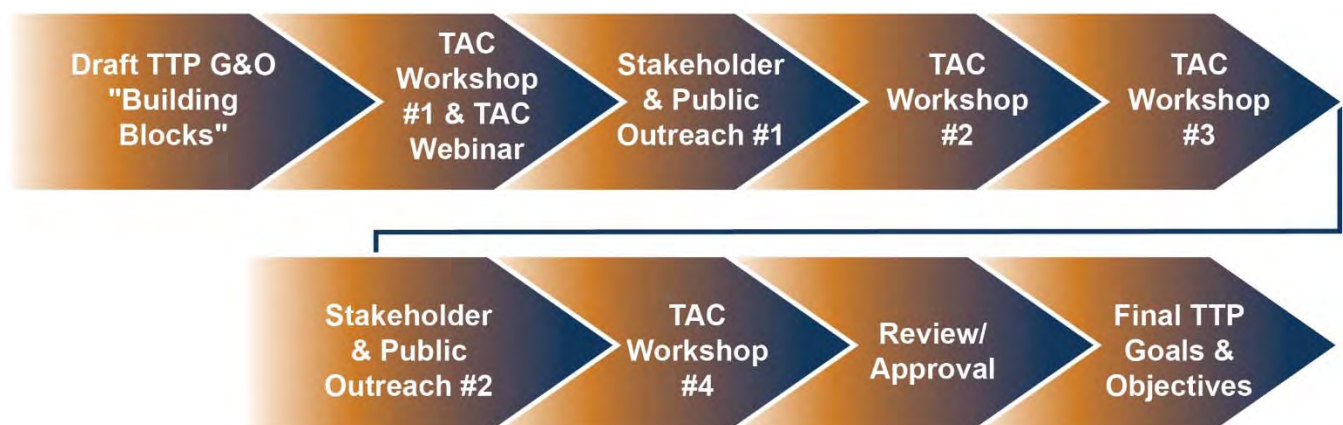 Draft TTP G&O
"Building
Blocks"
TAC
Workshop
#1 & TAC
Webinar
Stakeholder
& Public
Outreach #1
TAC
Workshop
#2
TAC
Workshop
#3
Stakeholder
& Public
Outreach #2
TAC
Workshop
#4
Review/
Approval
Final TTP
Goals &
Objectives